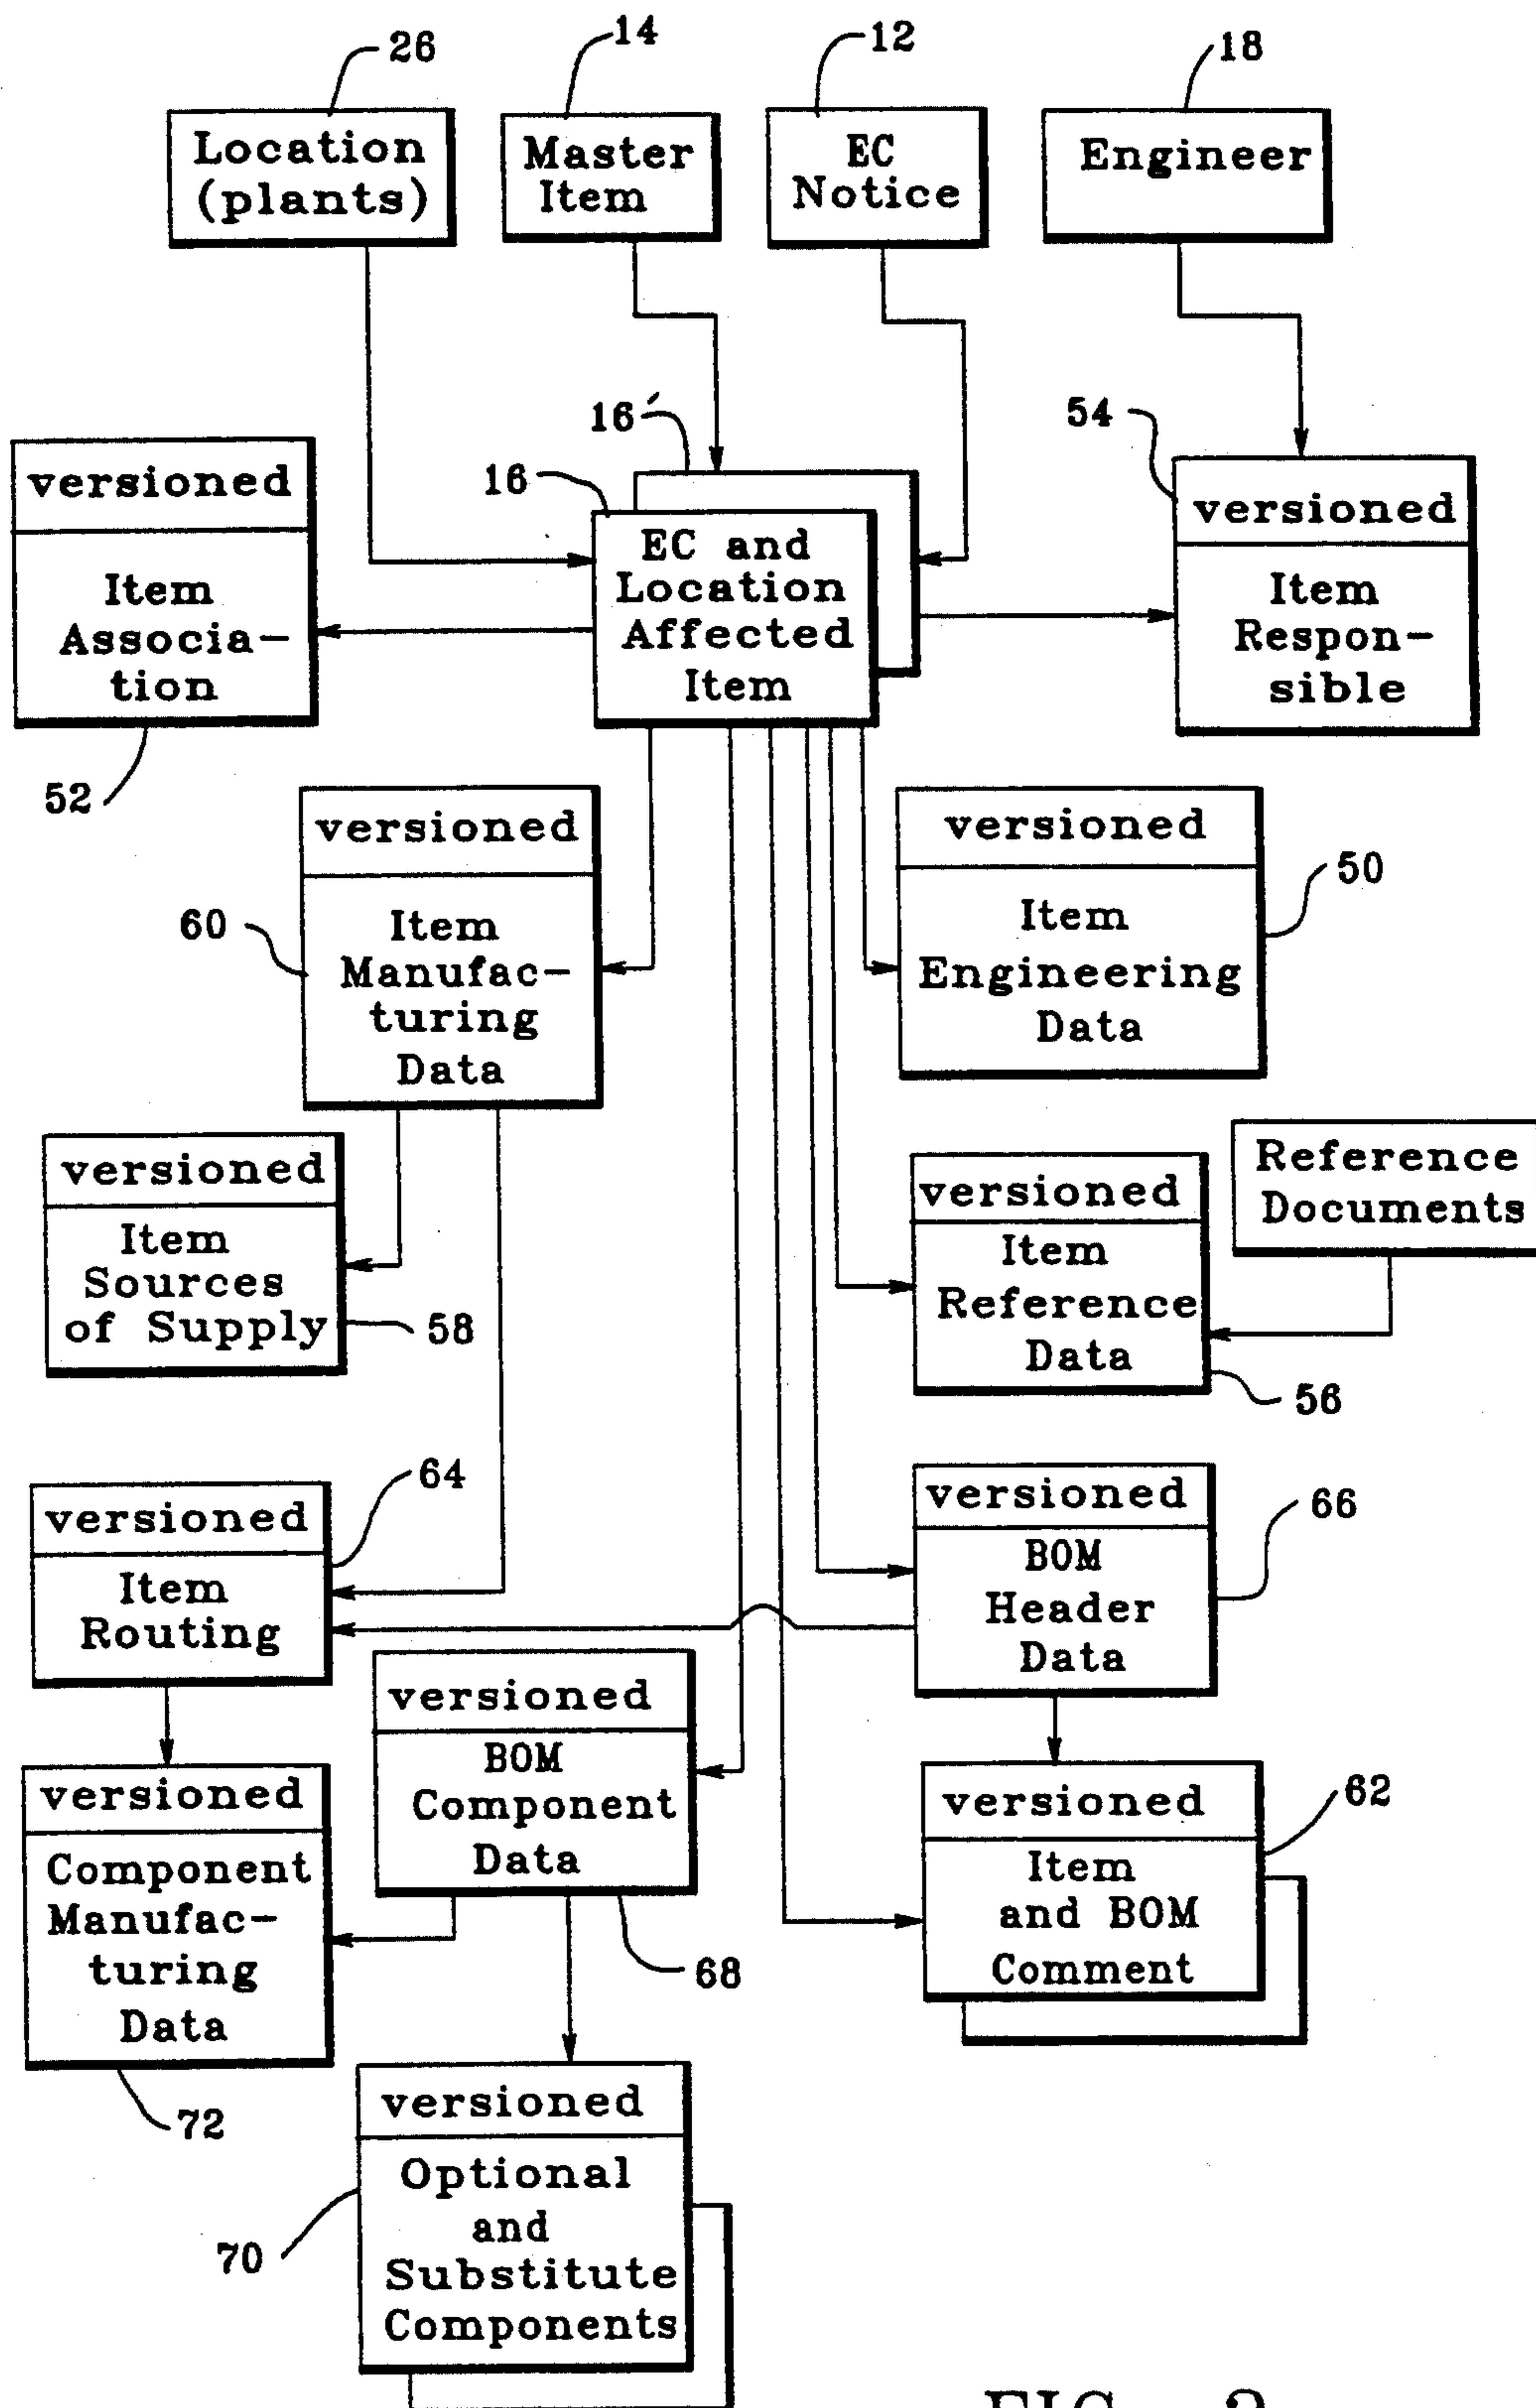 26
14
12
18
Location
(plants)
Master
Item
EC
Notice
Engineer
16′
16
54
versioned
Item
Associa-
tion
52
EC and
Location
Affected
Item
versioned
Item
Respon-
sible
versioned
Item
Manufac-
turing
Data
60
versioned
Item
Engineering
Data
50
versioned
Item
Sources
of Supply
58
versioned
Item
Reference
Data
56
Reference
Documents
64
versioned
Item
Routing
versioned
BOM
Header
Data
66
versioned
BOM
Component
Data
68
versioned
Component
Manufac-
turing
Data
72
versioned
Item
and BOM
Comment
62
versioned
Optional
and
Substitute
Components
70